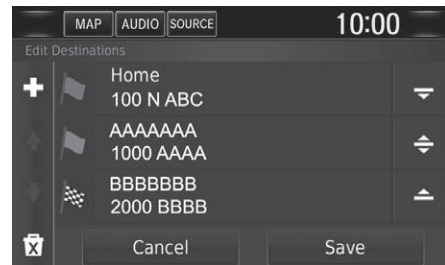 MAP AUDIO SOURCE 10:00
Edit Destinations
Home
100 N ABC
AAAAAAA
1000 AAAA
BBBBBBB
2000 BBBB
Cancel Save